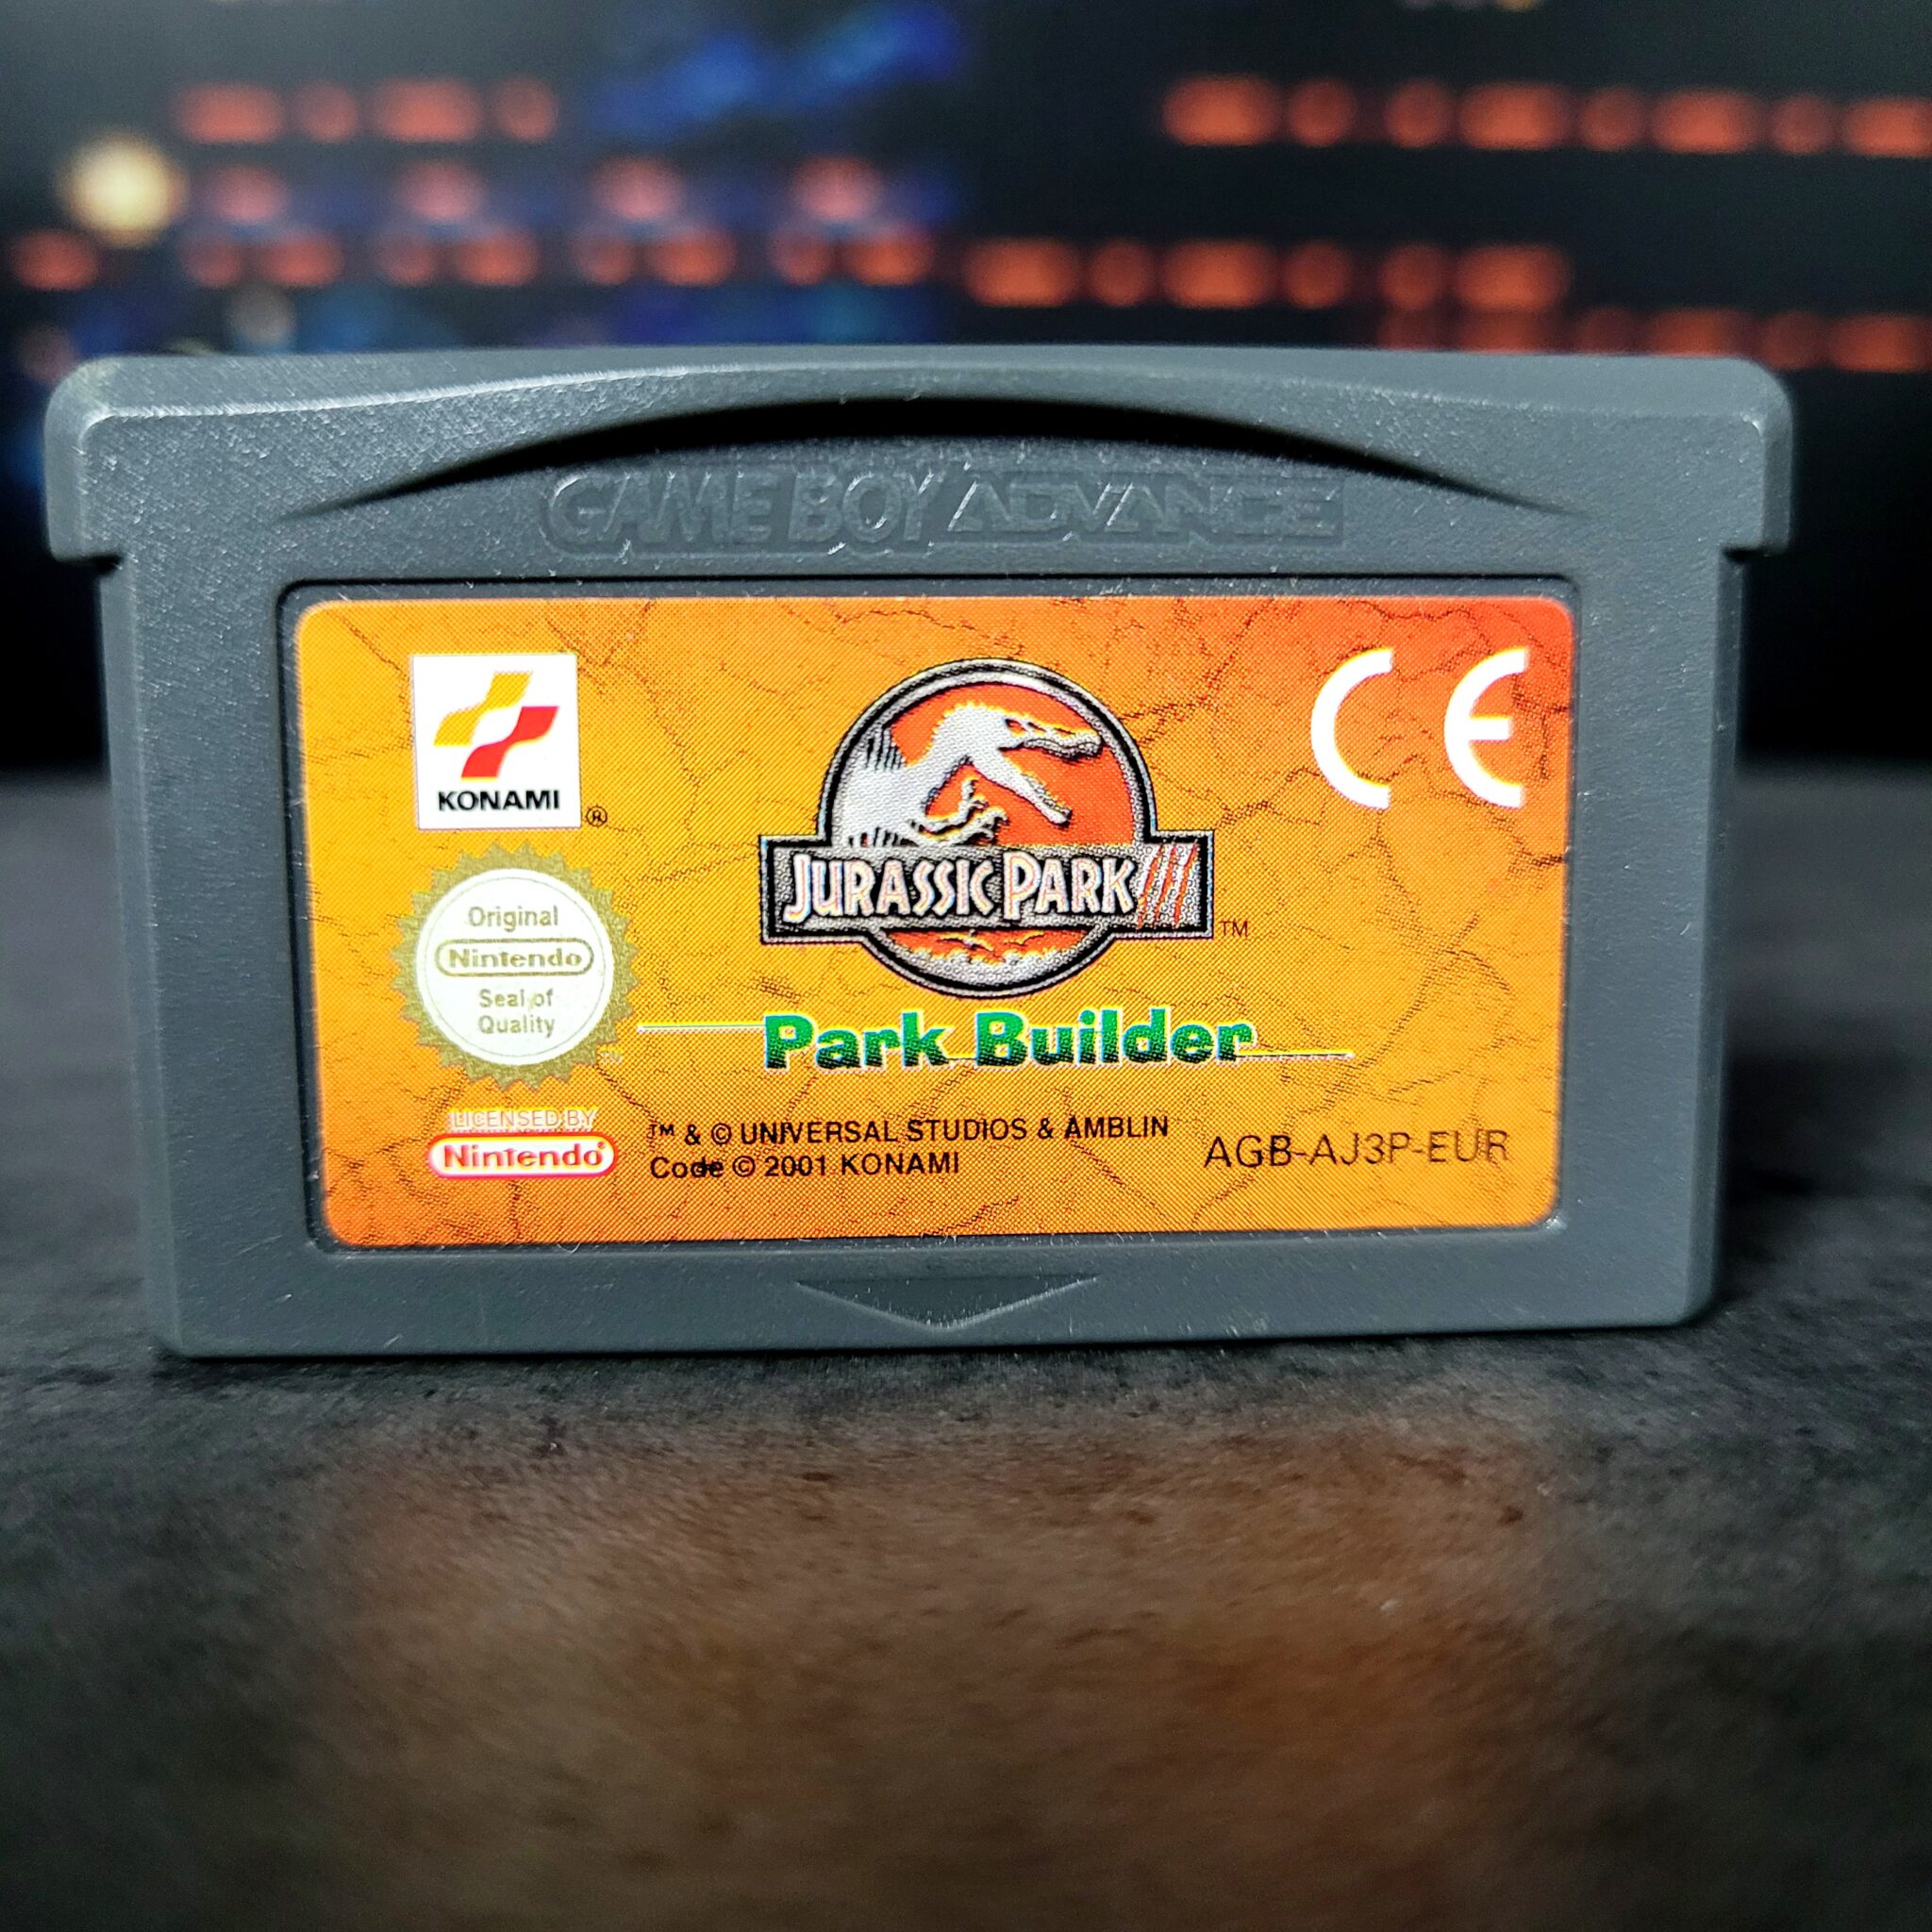 GAME BOY ADVANCE
KONAMI ®
CE
JURASSIC PARK III ™
Original
Nintendo
Seal of
Quality
™
Park Builder
LICENSED BY
Nintendo®
™ & © UNIVERSAL STUDIOS & AMBLIN
Code © 2001 KONAMI
AGB-AJ3P-EUR